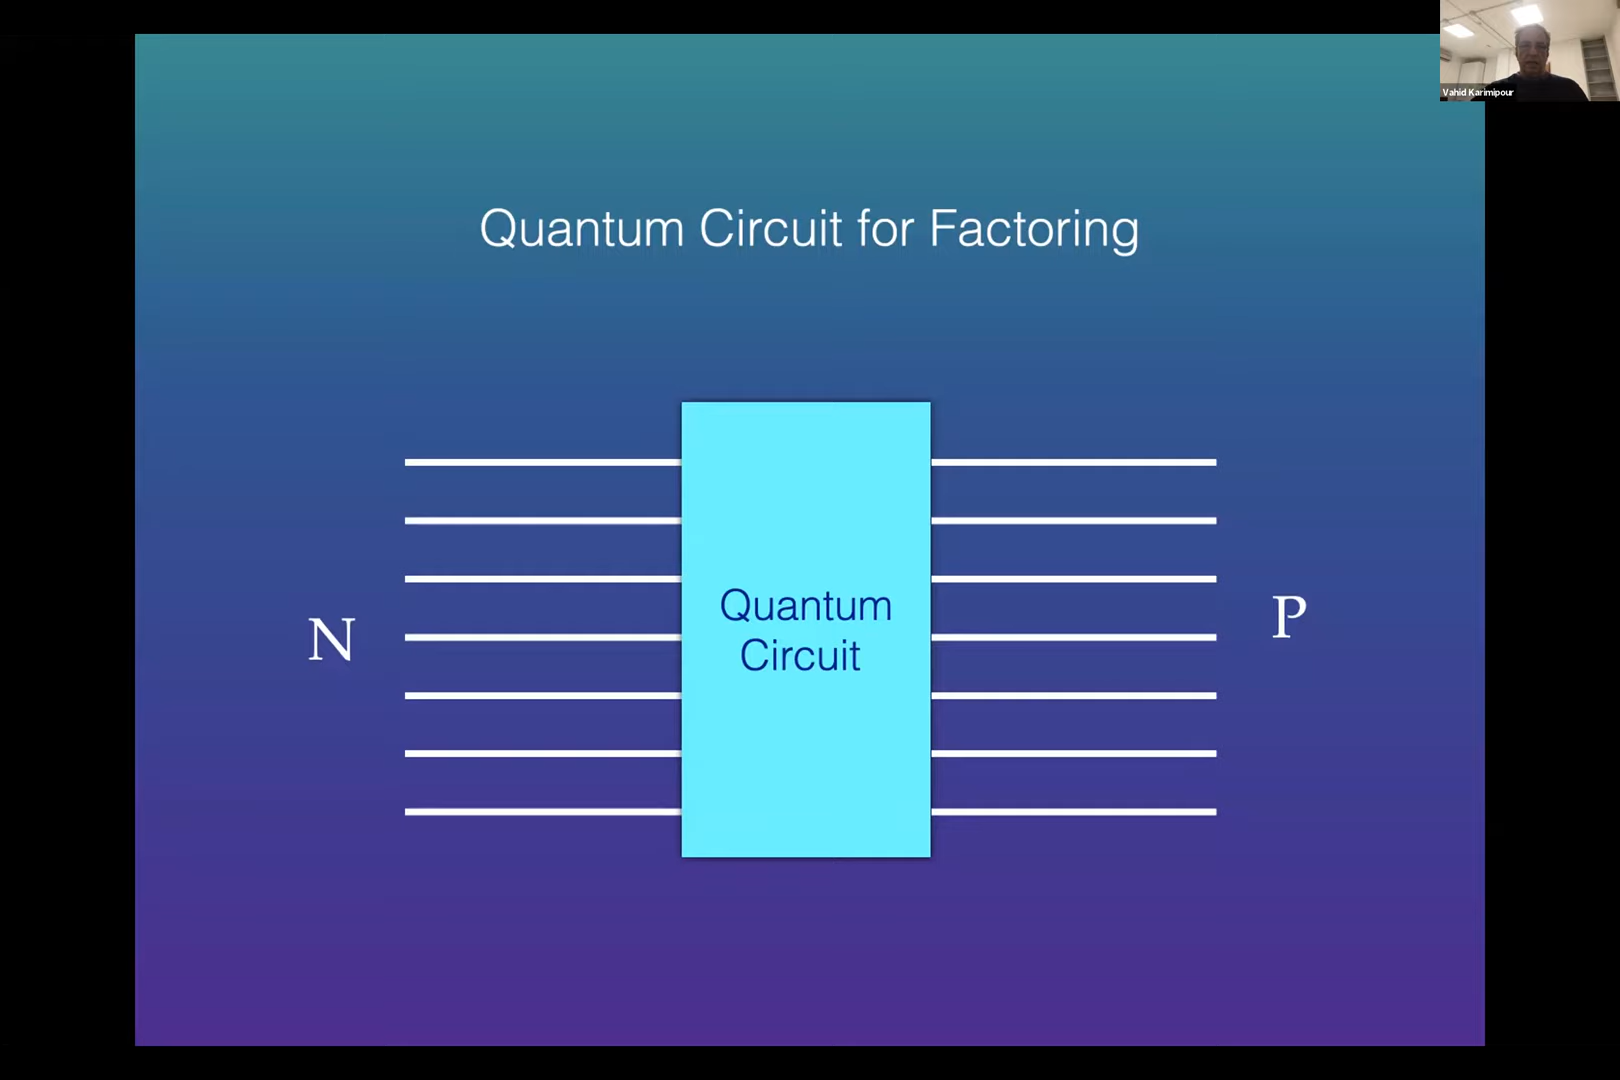 Vahid Karimipour
Quantum Circuit for Factoring
N
Quantum
Circuit
P